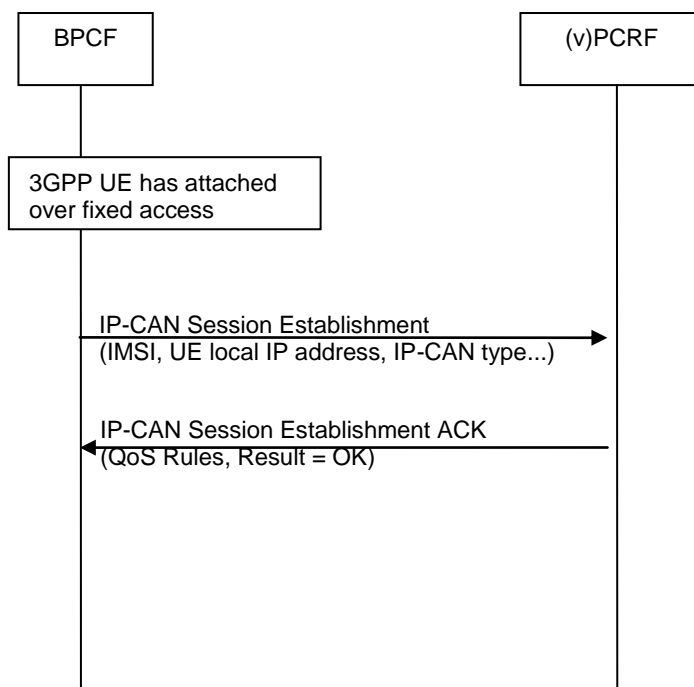 BPCF
(v)PCRF
3GPP UE has attached
over fixed access
IP-CAN Session Establishment
(IMSI, UE local IP address, IP-CAN type...)
IP-CAN Session Establishment ACK
(QoS Rules, Result = OK)